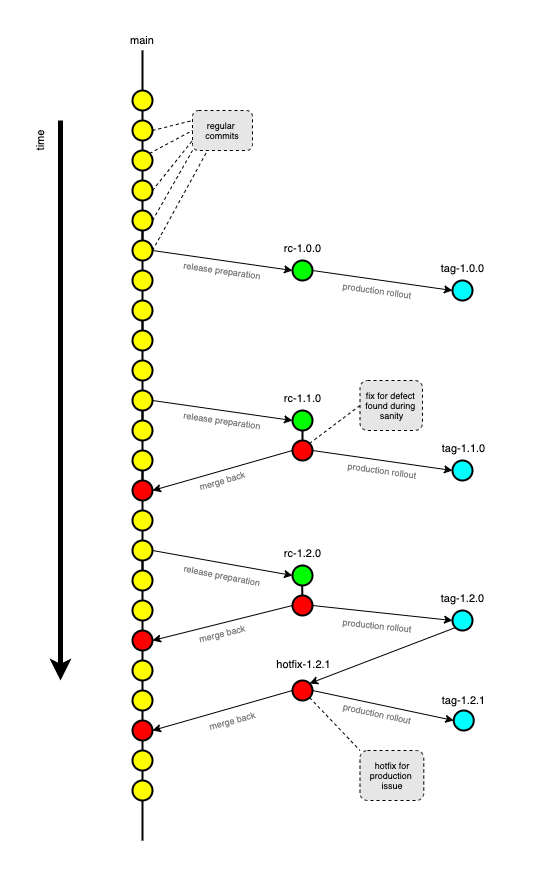 main
time
regular
commits
rc-1.0.0
release preparation
tag-1.0.0
production rollout
rc-1.1.0
fix for defect
found during
sanity
release preparation
tag-1.1.0
production rollout
merge back
rc-1.2.0
release preparation
tag-1.2.0
production rollout
merge back
hotfix-1.2.1
tag-1.2.1
production rollout
merge back
hotfix for
production
issue